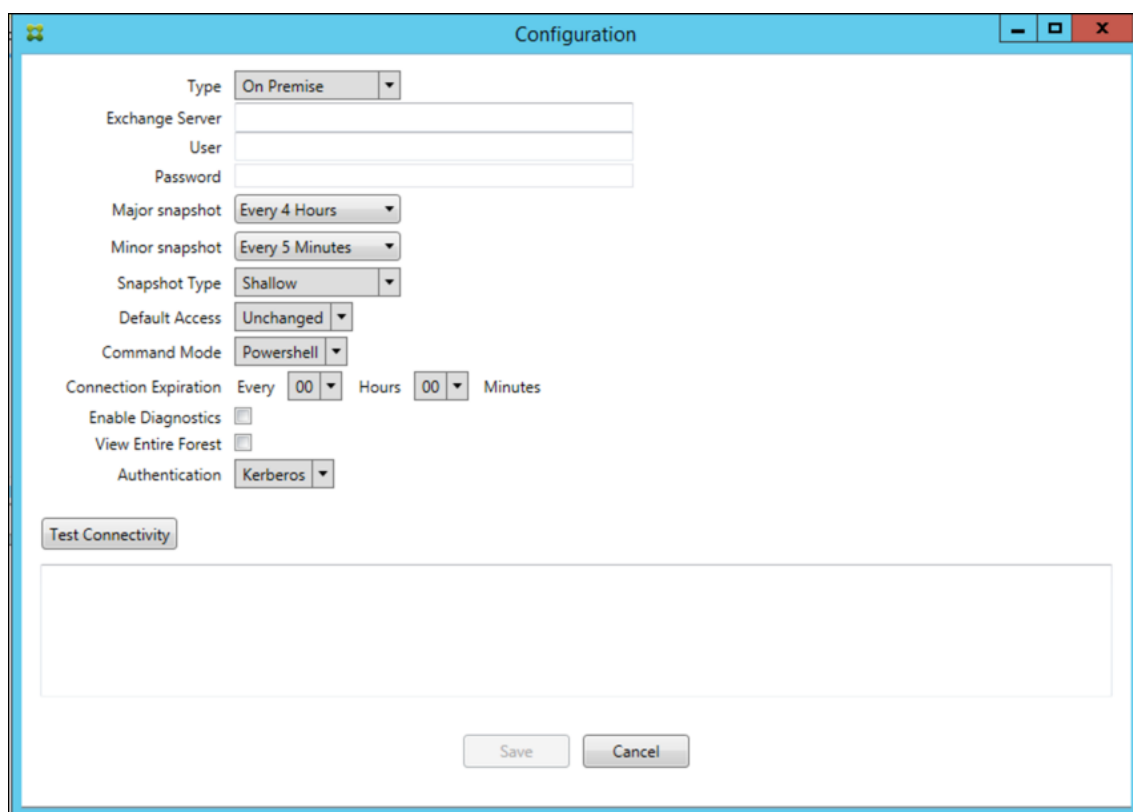 Configuration
Type On Premise
Exchange Server
User
Password
Major snapshot Every 4 Hours
Minor snapshot Every 5 Minutes
Snapshot Type Shallow
Default Access Unchanged
Command Mode Powershell
Connection Expiration Every 00 Hours 00 Minutes
Enable Diagnostics
View Entire Forest
Authentication Kerberos
Test Connectivity
Save Cancel